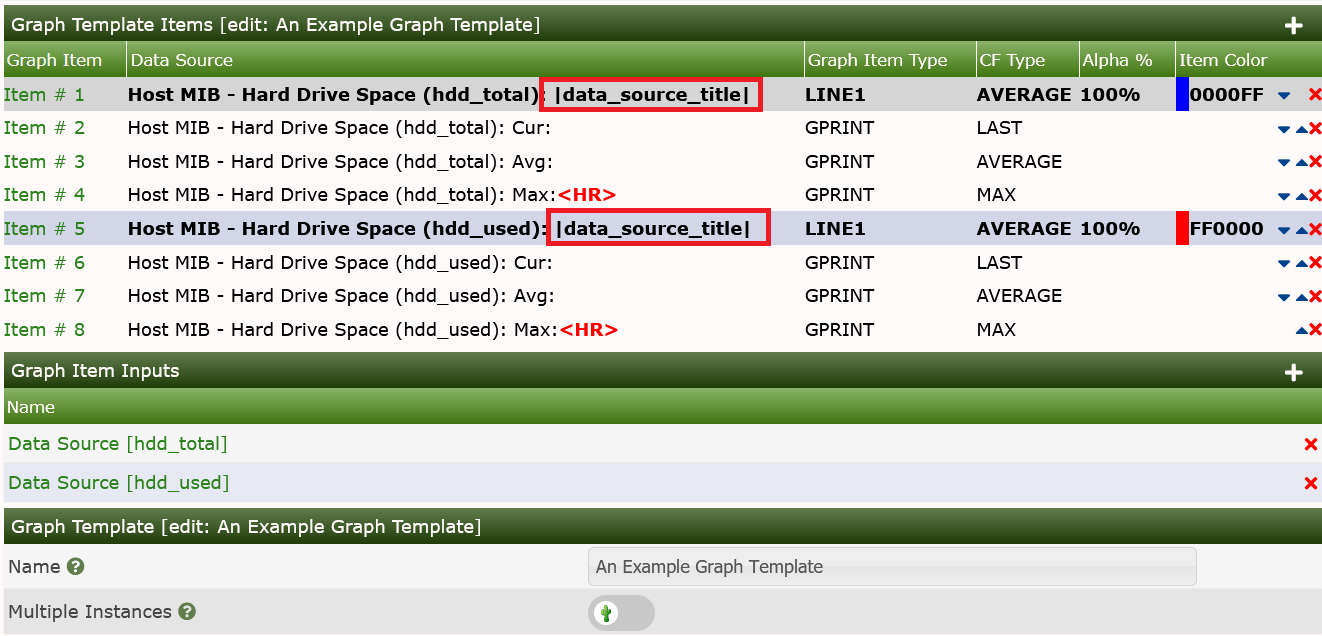 Graph Template Items [edit: An Example Graph Template]
Graph Item Data Source Graph Item Type CF Type Alpha % Item Color
Item # 1 Host MIB - Hard Drive Space (hdd_total): |data_source_title| LINE1 AVERAGE 100% 0000FF
Item # 2 Host MIB - Hard Drive Space (hdd_total): Cur: GPRINT LAST
Item # 3 Host MIB - Hard Drive Space (hdd_total): Avg: GPRINT AVERAGE
Item # 4 Host MIB - Hard Drive Space (hdd_total): Max:<HR> GPRINT MAX
Item # 5 Host MIB - Hard Drive Space (hdd_used): |data_source_title| LINE1 AVERAGE 100% FF0000
Item # 6 Host MIB - Hard Drive Space (hdd_used): Cur: GPRINT LAST
Item # 7 Host MIB - Hard Drive Space (hdd_used): Avg: GPRINT AVERAGE
Item # 8 Host MIB - Hard Drive Space (hdd_used): Max:<HR> GPRINT MAX
Graph Item Inputs
Name
Data Source [hdd_total]
Data Source [hdd_used]
Graph Template [edit: An Example Graph Template]
Name An Example Graph Template
Multiple Instances